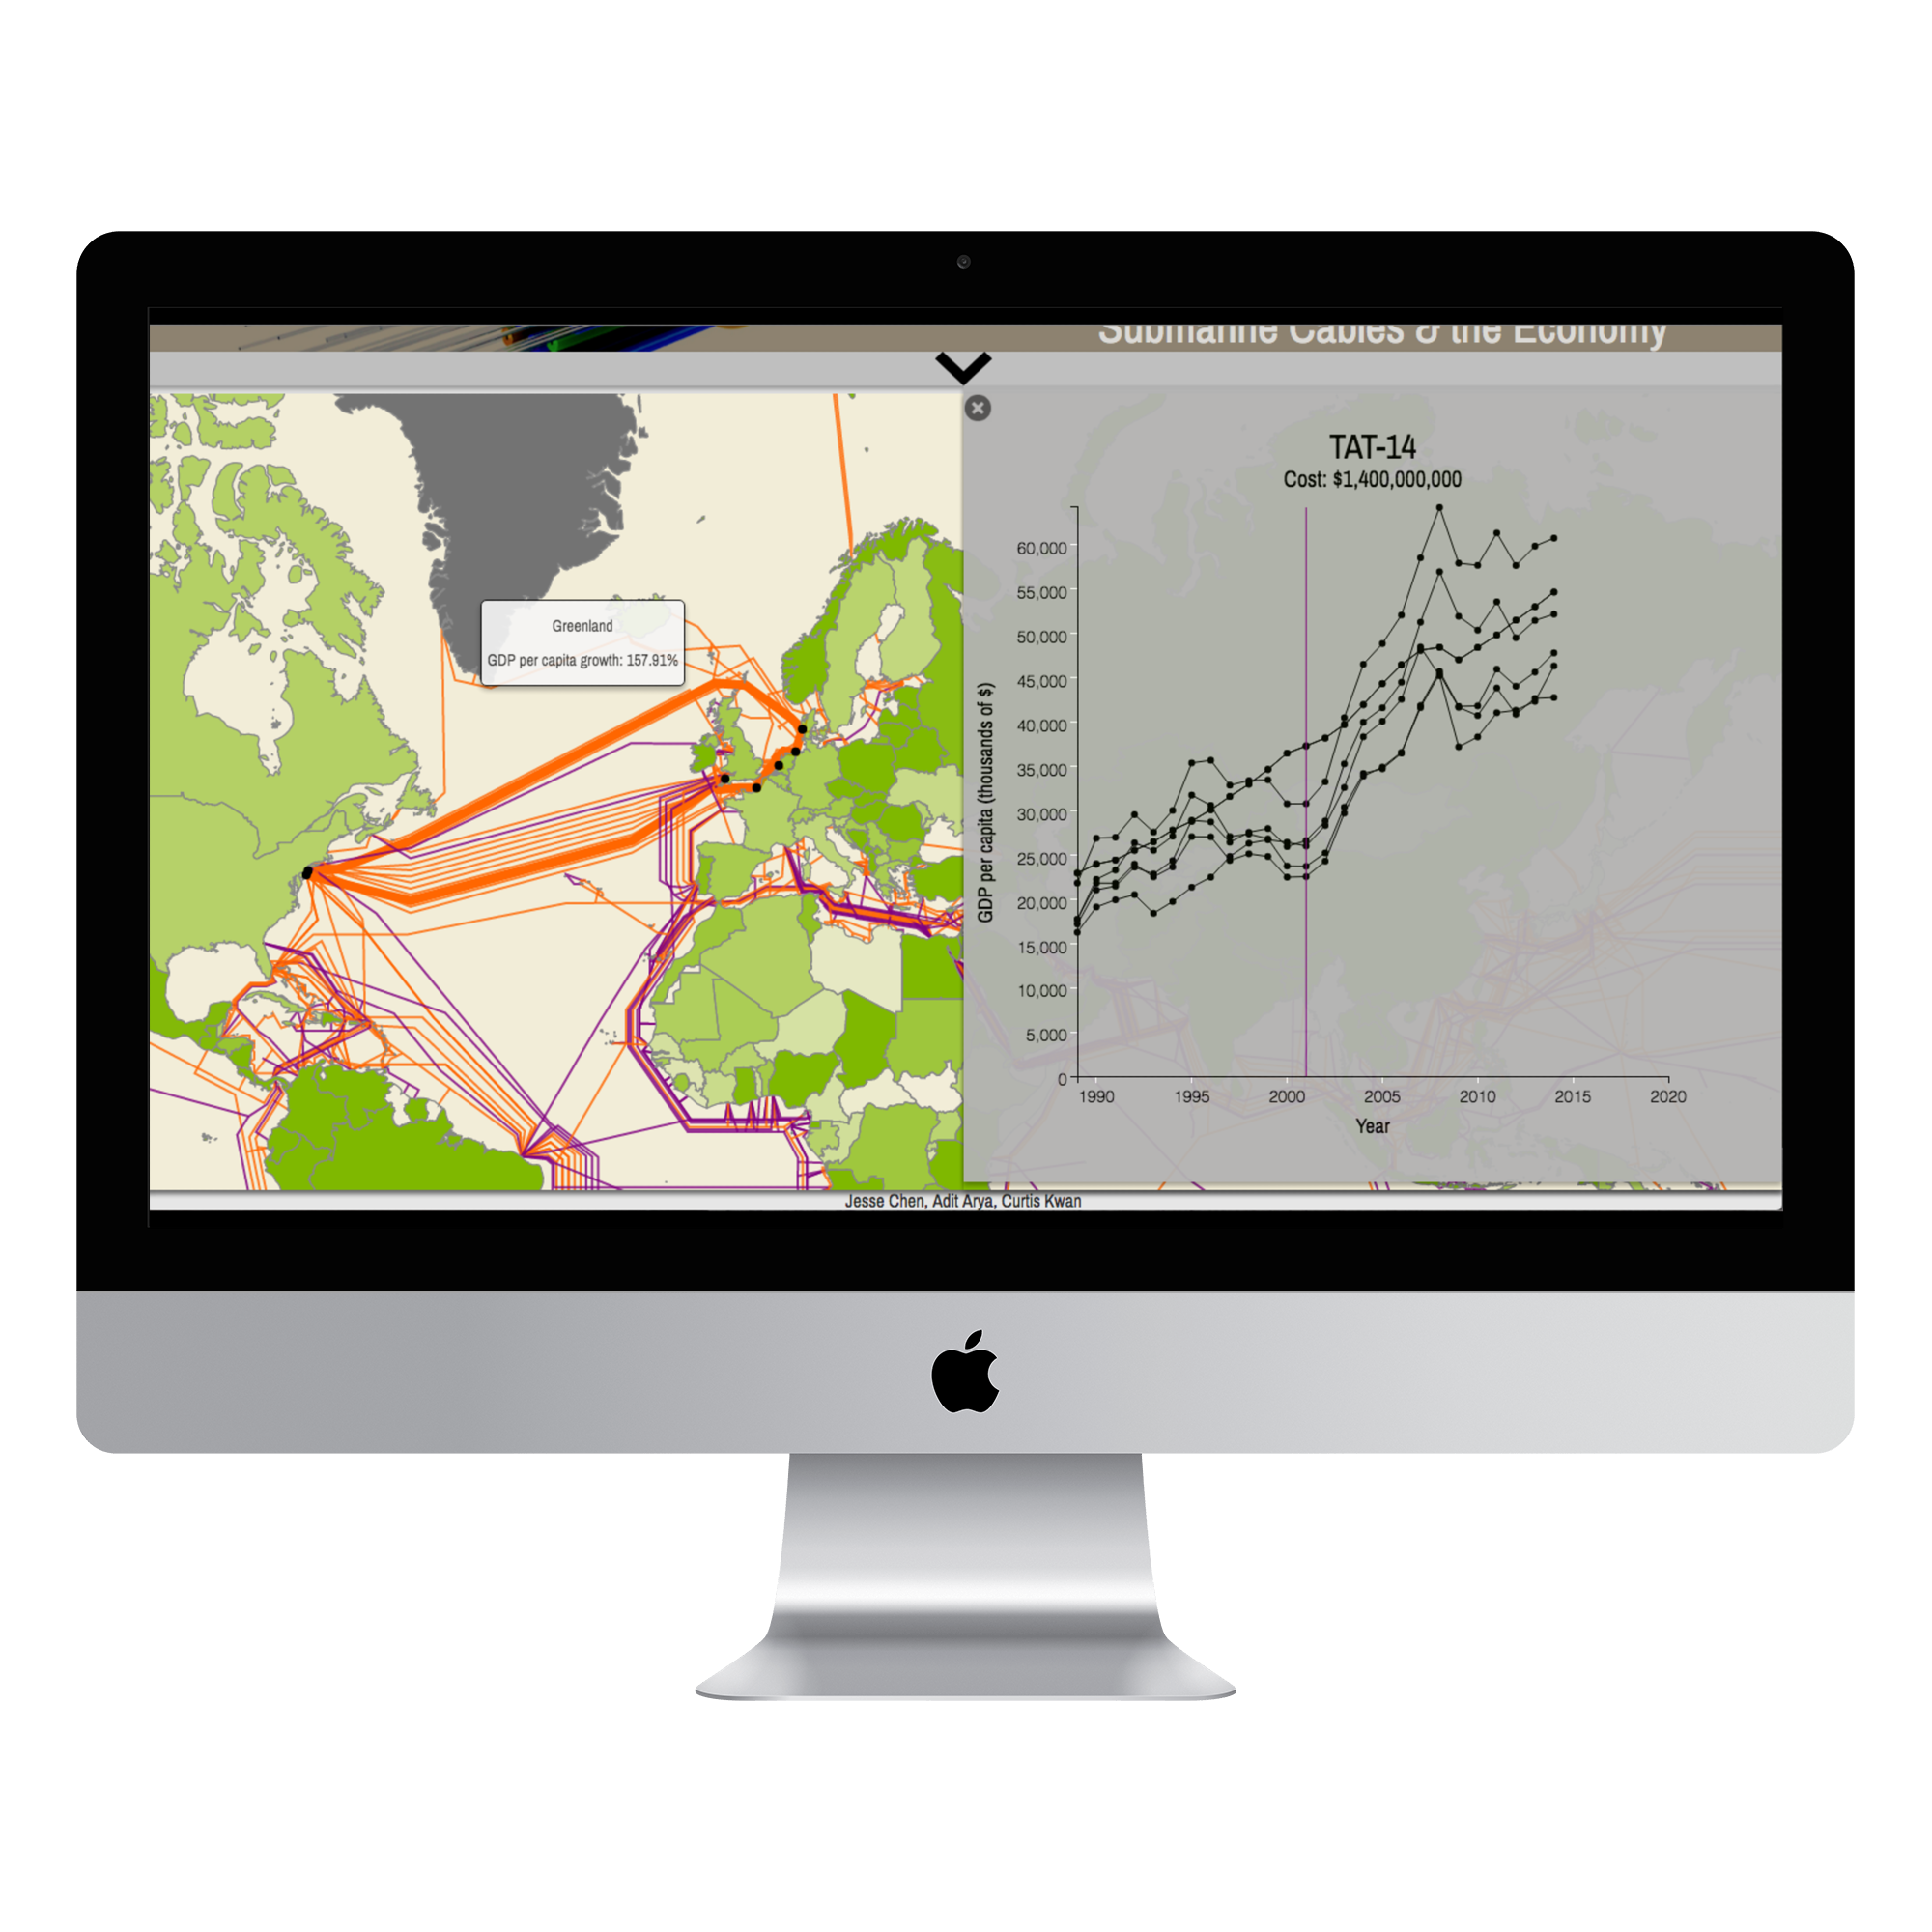 Submarine Cables & the Economy
Greenland
GDP per capita growth: 157.91%
TAT-14
Cost: $1,400,000,000
GDP per capita (thousands of $)
60,000
55,000
50,000
45,000
40,000
35,000
30,000
25,000
20,000
15,000
10,000
5,000
0
1990 1995 2000 2005 2010 2015 2020
Year
Jesse Chen, Adit Arya, Curtis Kwan